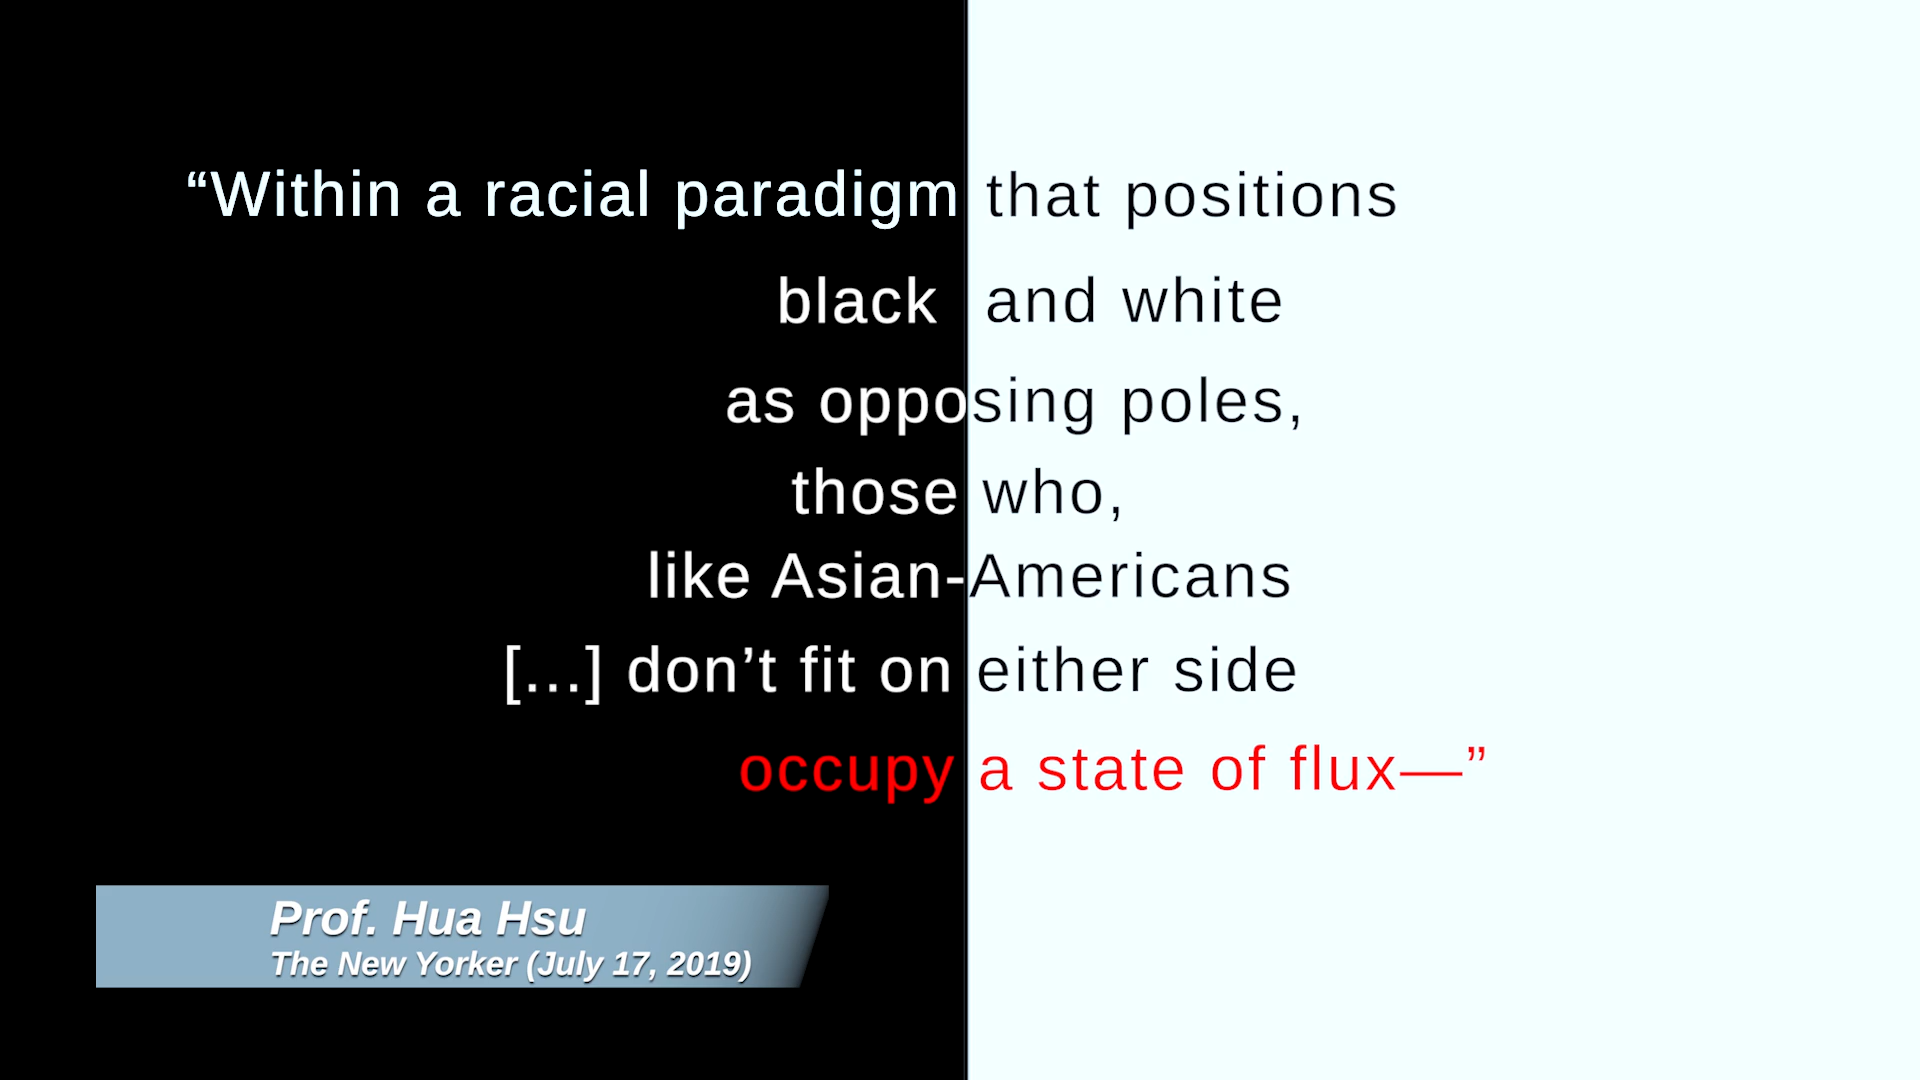 “Within a racial paradigm that positions
black and white
as opposing poles,
those who,
like Asian-Americans
[...] don’t fit on either side
occupy a state of flux—”
Prof. Hua Hsu
The New Yorker (July 17, 2019)